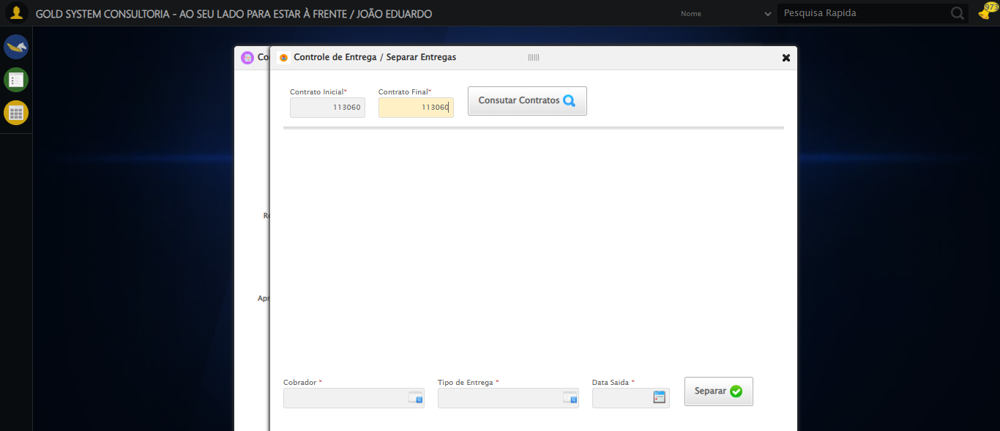 GOLD SYSTEM CONSULTORIA - AO SEU LADO PARA ESTAR À FRENTE / JOÃO EDUARDO
Nome
Pesquisa Rapida
973
Co
Controle de Entrega / Separar Entregas
Contrato Inicial*
Contrato Final*
113060
113060
Consutar Contratos
Re
Apr
Cobrador *
Tipo de Entrega *
Data Saida *
Separar